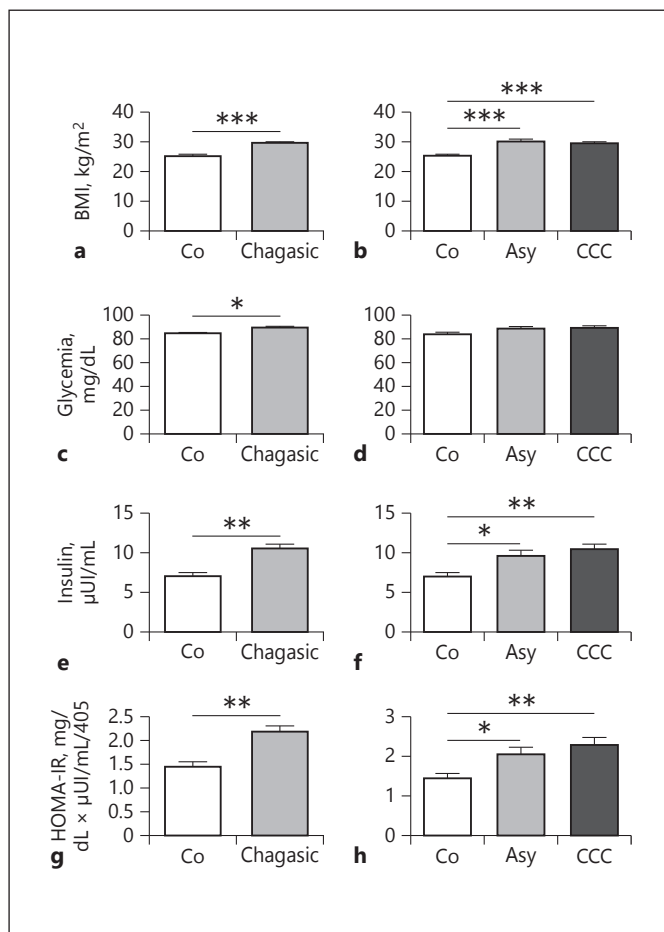 ***
***
***
40
30
20
10
0
BMI, kg/m²
a
Co
Chagasic
40
30
20
10
0
b
Co
Asy
CCC
*
100
80
60
40
20
0
Glycemia,
mg/dL
c
Co
Chagasic
100
80
60
40
20
0
d
Co
Asy
CCC
**
15
10
5
0
Insulin,
µUI/mL
e
Co
Chagasic
**
*
15
10
5
0
f
Co
Asy
CCC
**
2.5
2.0
1.5
1.0
0.5
0
HOMA-IR, mg/
dL × µUI/mL/405
g
Co
Chagasic
**
*
3
2
1
0
h
Co
Asy
CCC